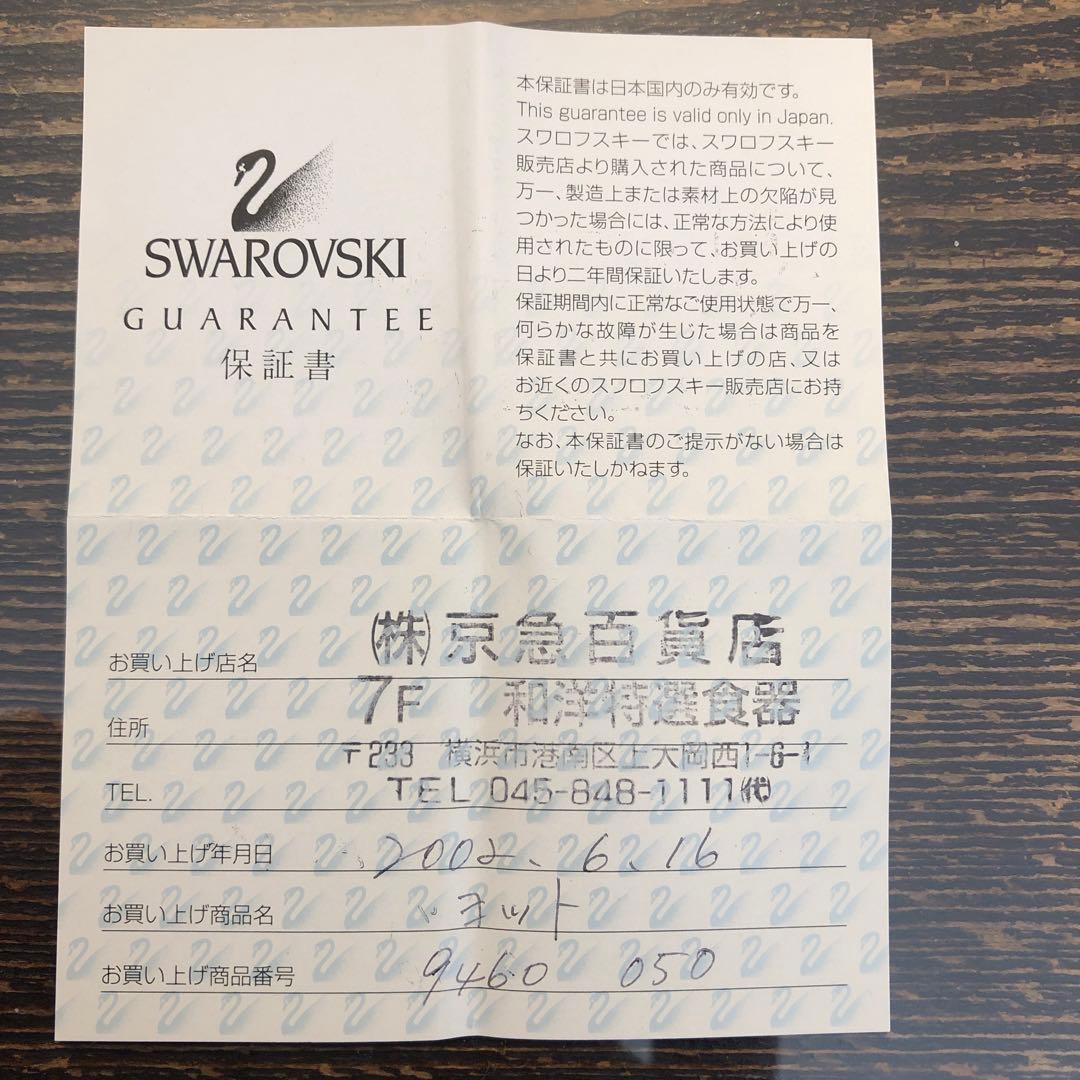 SWAROVSKI
GUARANTEE
保証書
本保証書は日本国内のみ有効です。
This guarantee is valid only in Japan.
スワロフスキーでは、スワロフスキー
販売店より購入された商品について、
万一、製造上または素材上の欠陥が見
つかった場合には、正常な方法により使
用されたものに限って、お買い上げの
日より二年間保証いたします。
保証期間内に正常なご使用状態で万一、
何らかな故障が生じた場合は商品を
保証書と共にお買い上げの店、又は
お近くのスワロフスキー販売店にお持
ちください。
なお、本保証書のご提示がない場合は
保証いたしかねます。
お買い上げ店名 ㈱京急百貨店
7F 和洋特選食器
住所 〒233 横浜市港南区上大岡西1-6-1
TEL. TEL 045-848-1111㈹
お買い上げ年月日 2002. 6. 16
お買い上げ商品名 ヨット
お買い上げ商品番号 9460 050